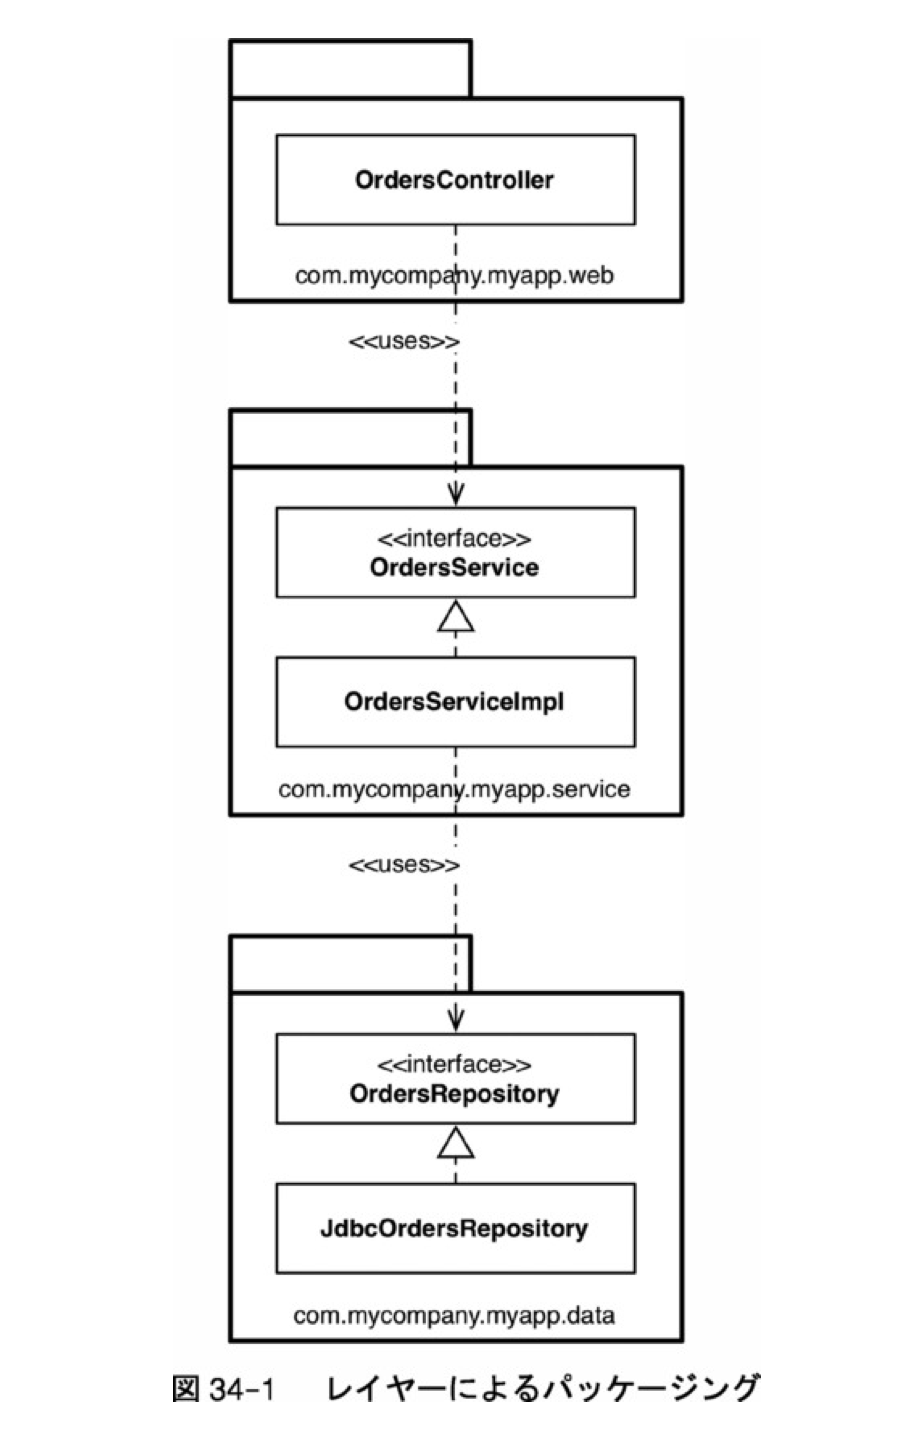 OrdersController
com.mycompany.myapp.web
<<uses>>
<<interface>>
OrdersService
OrdersServiceImpl
com.mycompany.myapp.service
<<uses>>
<<interface>>
OrdersRepository
JdbcOrdersRepository
com.mycompany.myapp.data
図 34-1 レイヤーによるパッケージング